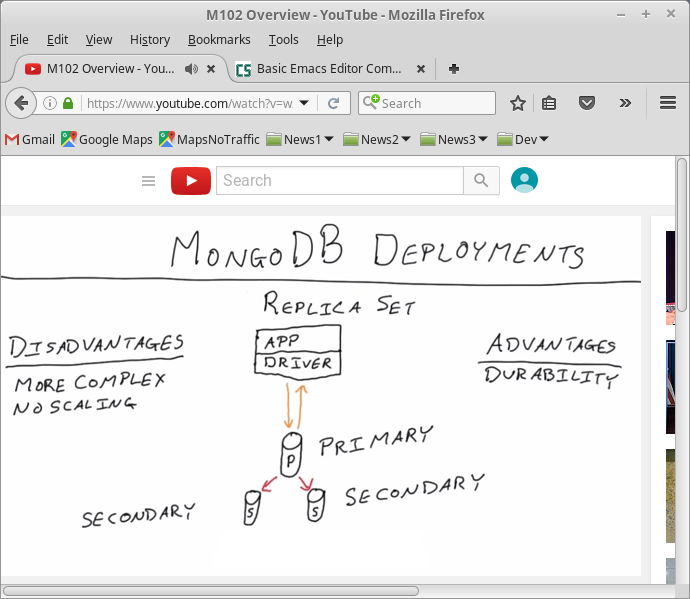 M102 Overview - YouTube - Mozilla Firefox
File Edit View History Bookmarks Tools Help
M102 Overview - You... Basic Emacs Editor Com...
https://www.youtube.com/watch?v=w Search
Gmail Google Maps MapsNoTraffic News1 News2 News3 Dev
Search
MONGODB DEPLOYMENTS
REPLICA SET
DISADVANTAGES
MORE COMPLEX
NO SCALING
APP
DRIVER
ADVANTAGES
DURABILITY
P PRIMARY
SECONDARY S S SECONDARY